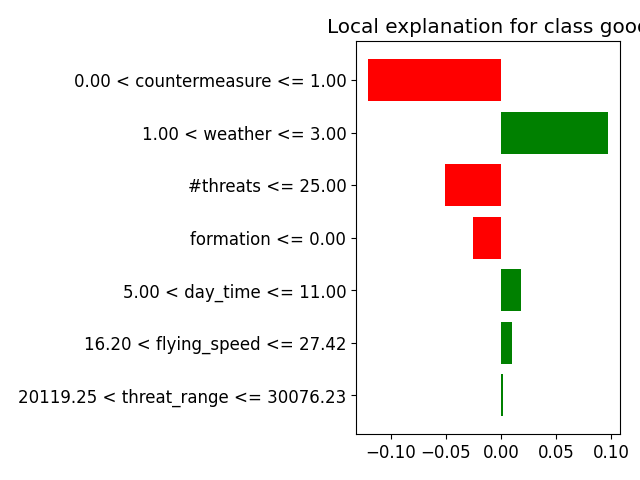 Local explanation for class good
0.00 < countermeasure <= 1.00
1.00 < weather <= 3.00
#threats <= 25.00
formation <= 0.00
5.00 < day_time <= 11.00
16.20 < flying_speed <= 27.42
20119.25 < threat_range <= 30076.23
−0.10 −0.05 0.00 0.05 0.10